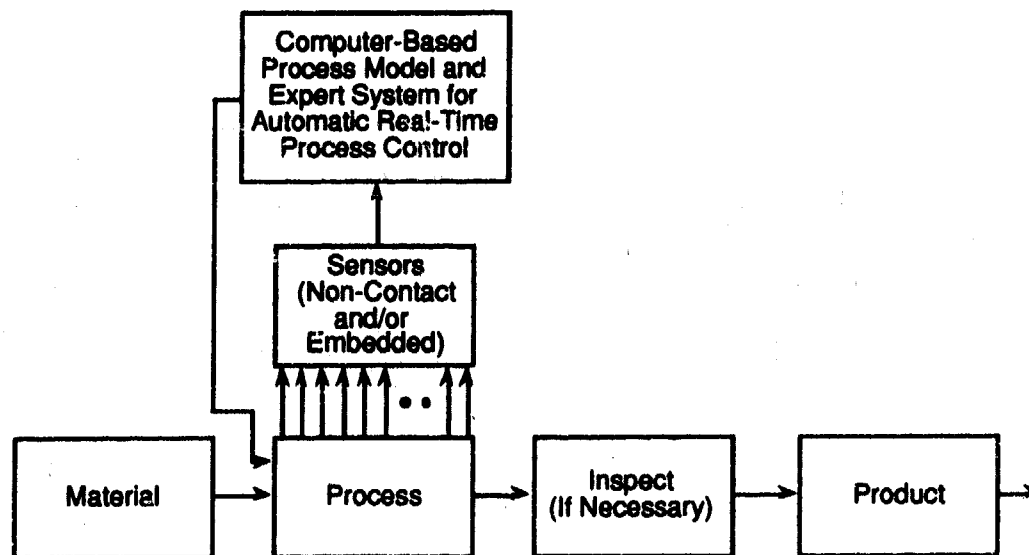 Computer-Based
Process Model and
Expert System for
Automatic Real-Time
Process Control
Sensors
(Non-Contact
and/or
Embedded)
Material
Process
Inspect
(If Necessary)
Product